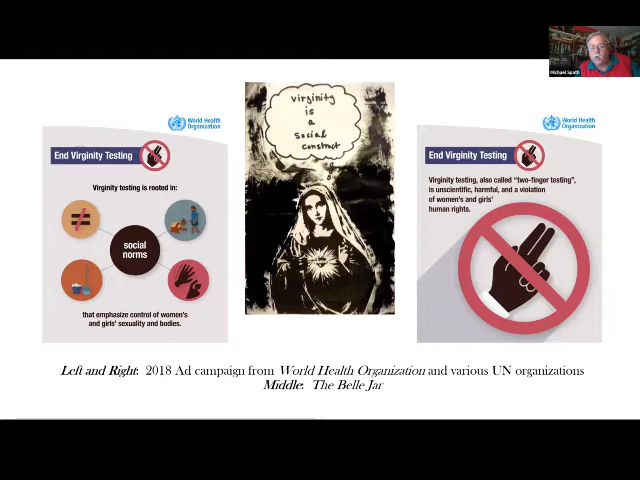 Michael Spath
World Health
Organization
End Virginity Testing
Virginity testing is rooted in:
social
norms
that emphasize control of women's
and girls' sexuality and bodies.
Virginity
is
a
Social
construct
World Health
Organization
End Virginity Testing
Virginity testing, also called "two-finger testing",
is unscientific, harmful, and a violation
of women's and girls'
human rights.
Left and Right: 2018 Ad campaign from World Health Organization and various UN organizations
Middle: The Belle Jar